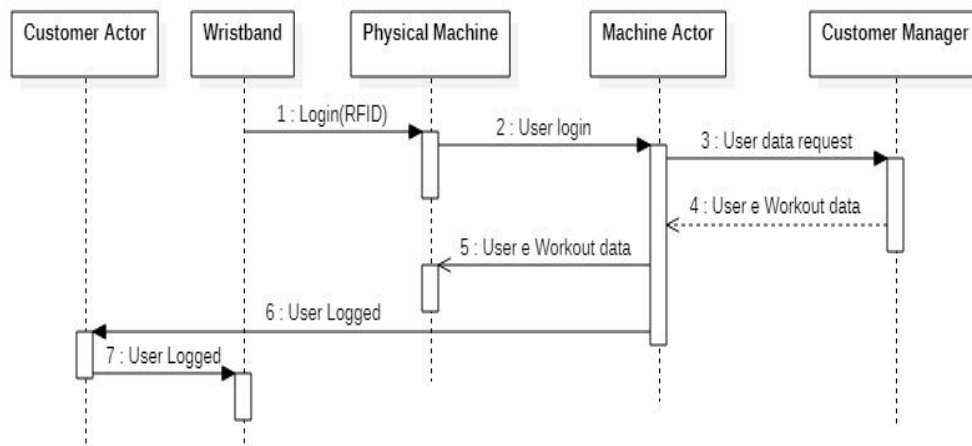 Customer Actor
Wristband
Physical Machine
Machine Actor
Customer Manager
1 : Login(RFID)
2 : User login
3 : User data request
4 : User e Workout data
5 : User e Workout data
6 : User Logged
7 : User Logged